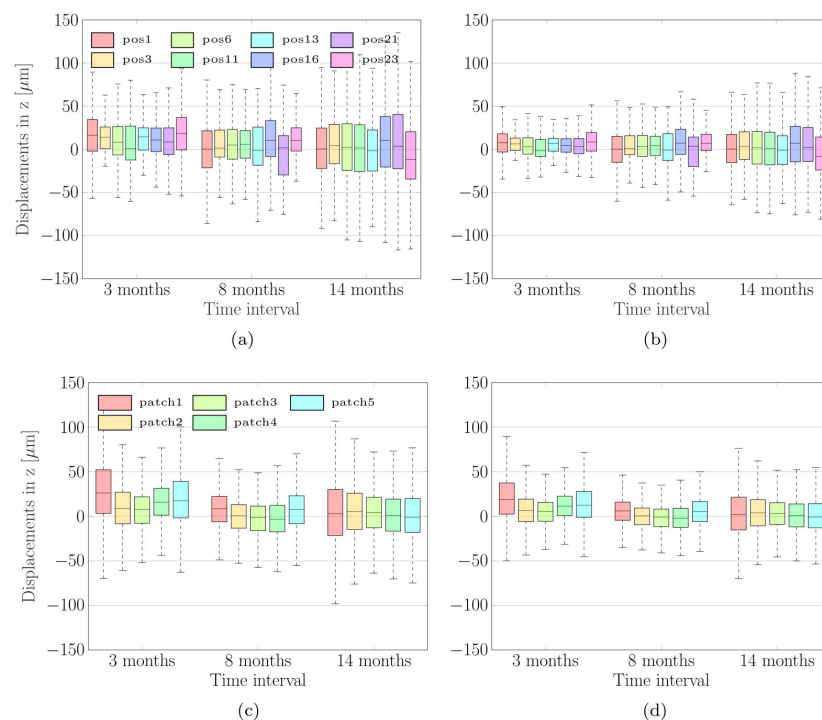 150
100
50
0
−50
−100
−150
Displacements in z [μm]
pos1 pos6 pos13 pos21
pos3 pos11 pos16 pos23
3 months 8 months 14 months
Time interval
(a)
150
100
50
0
−50
−100
−150
3 months 8 months 14 months
Time interval
(b)
150
100
50
0
−50
−100
−150
Displacements in z [μm]
patch1 patch3 patch5
patch2 patch4
3 months 8 months 14 months
Time interval
(c)
150
100
50
0
−50
−100
−150
3 months 8 months 14 months
Time interval
(d)